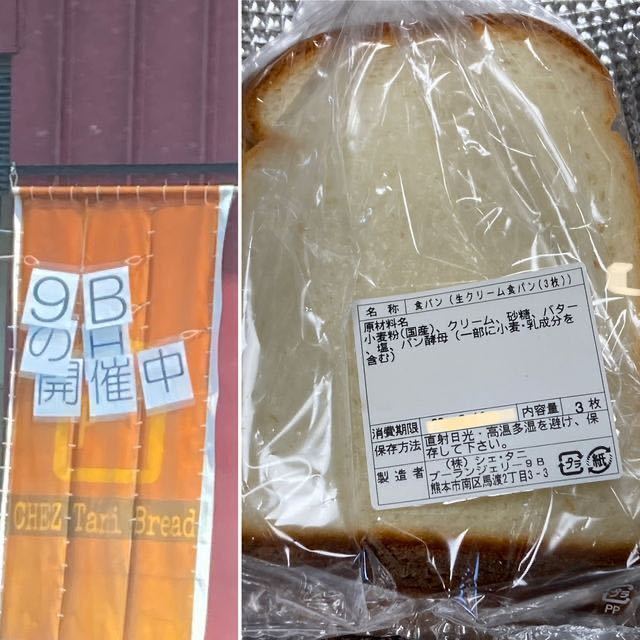 9B
のH
開催中
CHEZ Tani Bread
名称 食パン(生クリーム食パン(3枚))
原材料名
小麦粉(国産)、クリーム、砂糖、バター
、塩、パン酵母(一部に小麦・乳成分を
含む)
消費期限 内容量 3枚
保存方法 直射日光・高温多湿を避け、保
存して下さい。
製造者 (株)シェ・タニ
ブーランジェリー9B
熊本市南区馬渡2丁目3-3
プラ 紙
プラ
PP